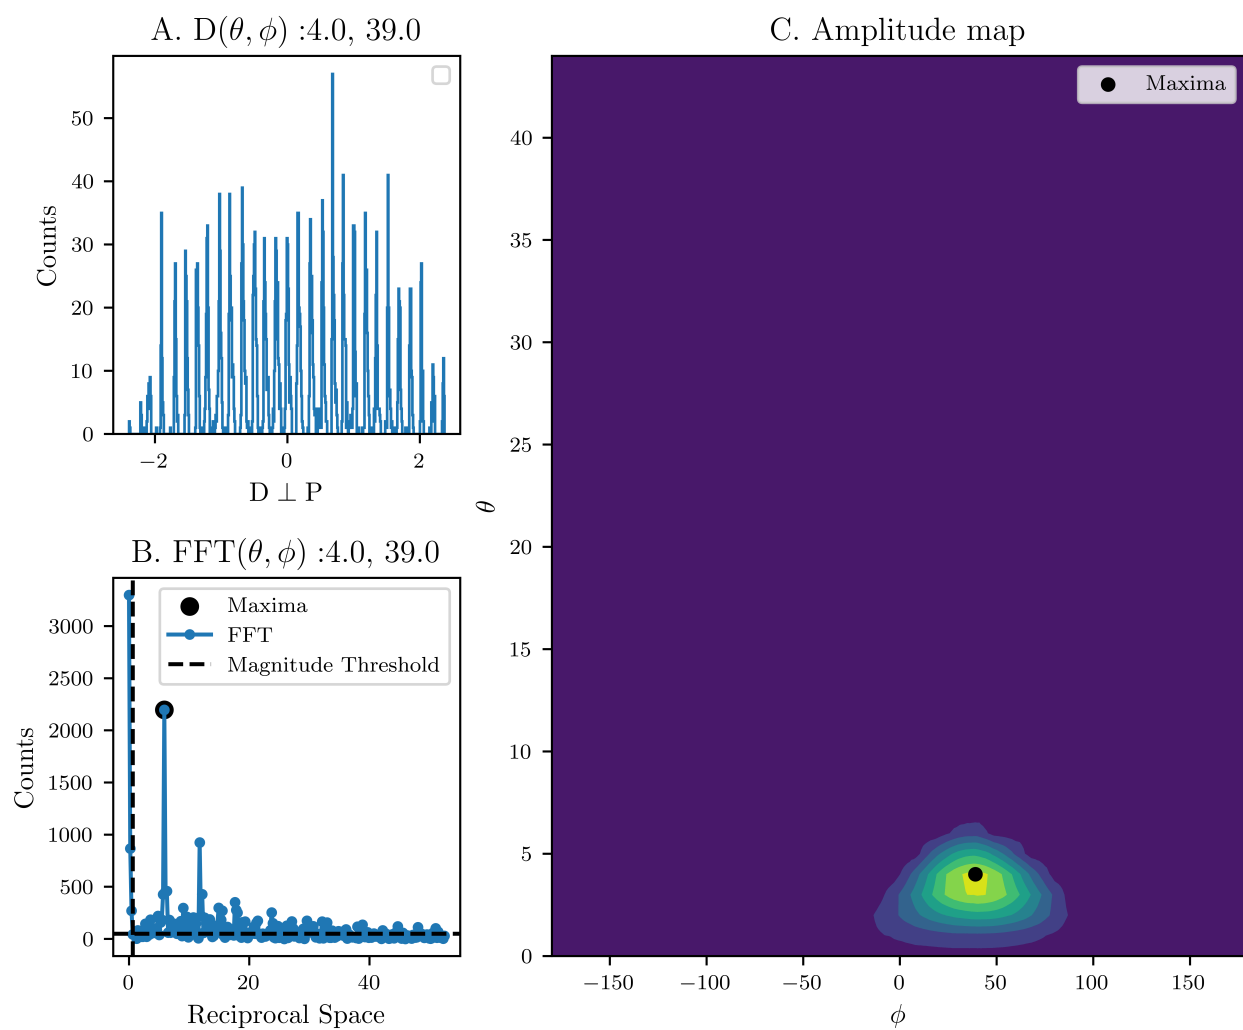 A. D(θ, ϕ) :4.0, 39.0
Counts
50
40
30
20
10
0
−2
0
2
D ⊥ P
B. FFT(θ, ϕ) :4.0, 39.0
Maxima
FFT
Magnitude Threshold
Counts
3000
2500
2000
1500
1000
500
0
0
20
40
Reciprocal Space
C. Amplitude map
Maxima
θ
40
35
30
25
20
15
10
5
0
−150
−100
−50
0
50
100
150
ϕ